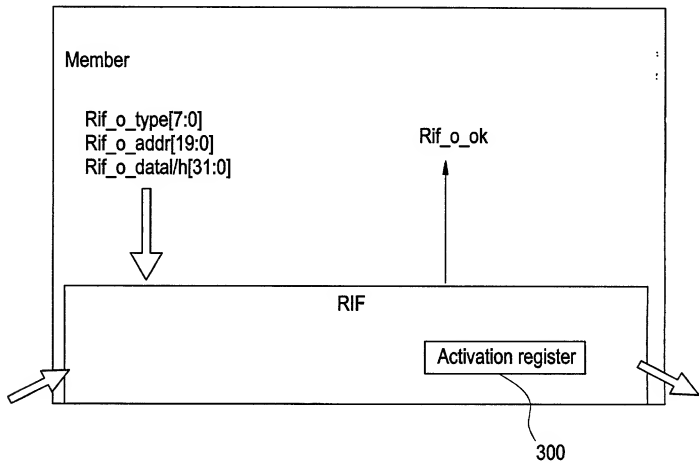 Member
Rif_o_type[7:0]
Rif_o_addr[19:0]
Rif_o_datal/h[31:0]
Rif_o_ok
RIF
Activation register
300